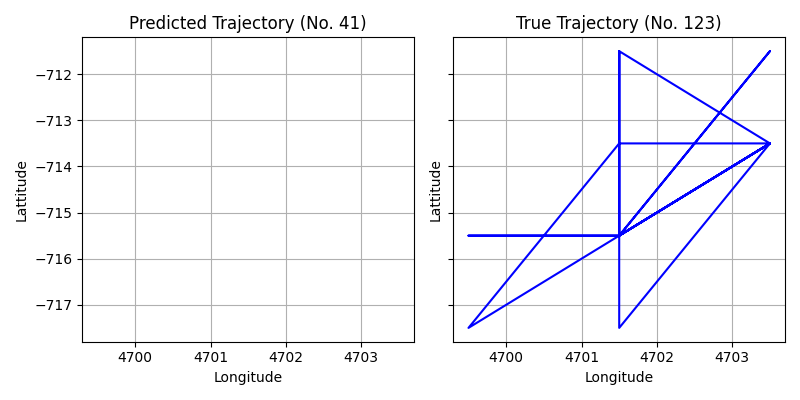 Predicted Trajectory (No. 41)
True Trajectory (No. 123)
Lattitude
−712
−713
−714
−715
−716
−717
4700
4701
4702
4703
Longitude
Lattitude
4700
4701
4702
4703
Longitude